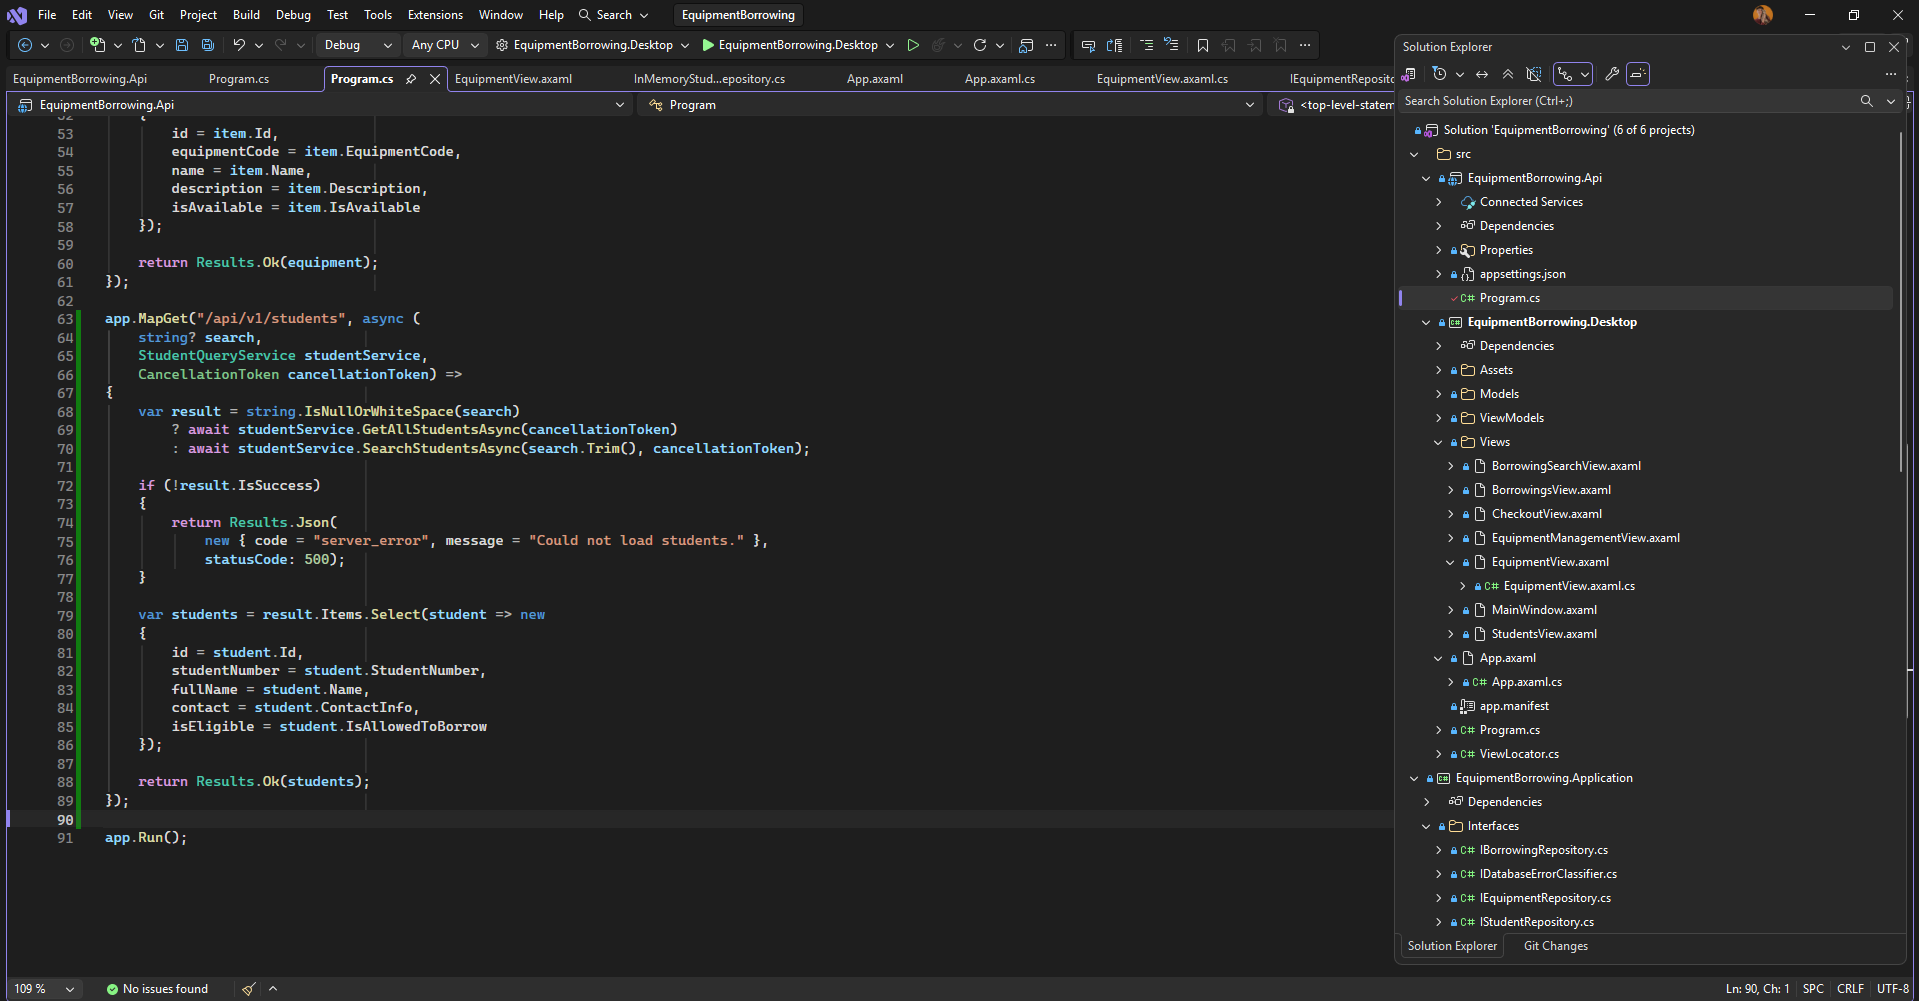 File Edit View Git Project Build Debug Test Tools Extensions Window Help Search EquipmentBorrowing
Debug Any CPU EquipmentBorrowing.Desktop EquipmentBorrowing.Desktop
EquipmentBorrowing.Api Program.cs Program.cs EquipmentView.axaml InMemoryStud...epository.cs App.axaml App.axaml.cs EquipmentView.axaml.cs IEquipmentReposito
EquipmentBorrowing.Api Program <top-level-statem
52 {
53 id = item.Id,
54 equipmentCode = item.EquipmentCode,
55 name = item.Name,
56 description = item.Description,
57 isAvailable = item.IsAvailable
58 });
59
60 return Results.Ok(equipment);
61 });
62
63 app.MapGet("/api/v1/students", async (
64 string? search,
65 StudentQueryService studentService,
66 CancellationToken cancellationToken) =>
67 {
68 var result = string.IsNullOrWhiteSpace(search)
69 ? await studentService.GetAllStudentsAsync(cancellationToken)
70 : await studentService.SearchStudentsAsync(search.Trim(), cancellationToken);
71
72 if (!result.IsSuccess)
73 {
74 return Results.Json(
75 new { code = "server_error", message = "Could not load students." },
76 statusCode: 500);
77 }
78
79 var students = result.Items.Select(student => new
80 {
81 id = student.Id,
82 studentNumber = student.StudentNumber,
83 fullName = student.Name,
84 contact = student.ContactInfo,
85 isEligible = student.IsAllowedToBorrow
86 });
87
88 return Results.Ok(students);
89 });
90
91 app.Run();
Solution Explorer
Search Solution Explorer (Ctrl+;)
Solution 'EquipmentBorrowing' (6 of 6 projects)
src
EquipmentBorrowing.Api
Connected Services
Dependencies
Properties
appsettings.json
C# Program.cs
EquipmentBorrowing.Desktop
Dependencies
Assets
Models
ViewModels
Views
BorrowingSearchView.axaml
BorrowingsView.axaml
CheckoutView.axaml
EquipmentManagementView.axaml
EquipmentView.axaml
C# EquipmentView.axaml.cs
MainWindow.axaml
StudentsView.axaml
App.axaml
C# App.axaml.cs
app.manifest
C# Program.cs
C# ViewLocator.cs
EquipmentBorrowing.Application
Dependencies
Interfaces
C# IBorrowingRepository.cs
C# IDatabaseErrorClassifier.cs
C# IEquipmentRepository.cs
C# IStudentRepository.cs
Solution Explorer Git Changes
109 % No issues found Ln: 90, Ch: 1 SPC CRLF UTF-8